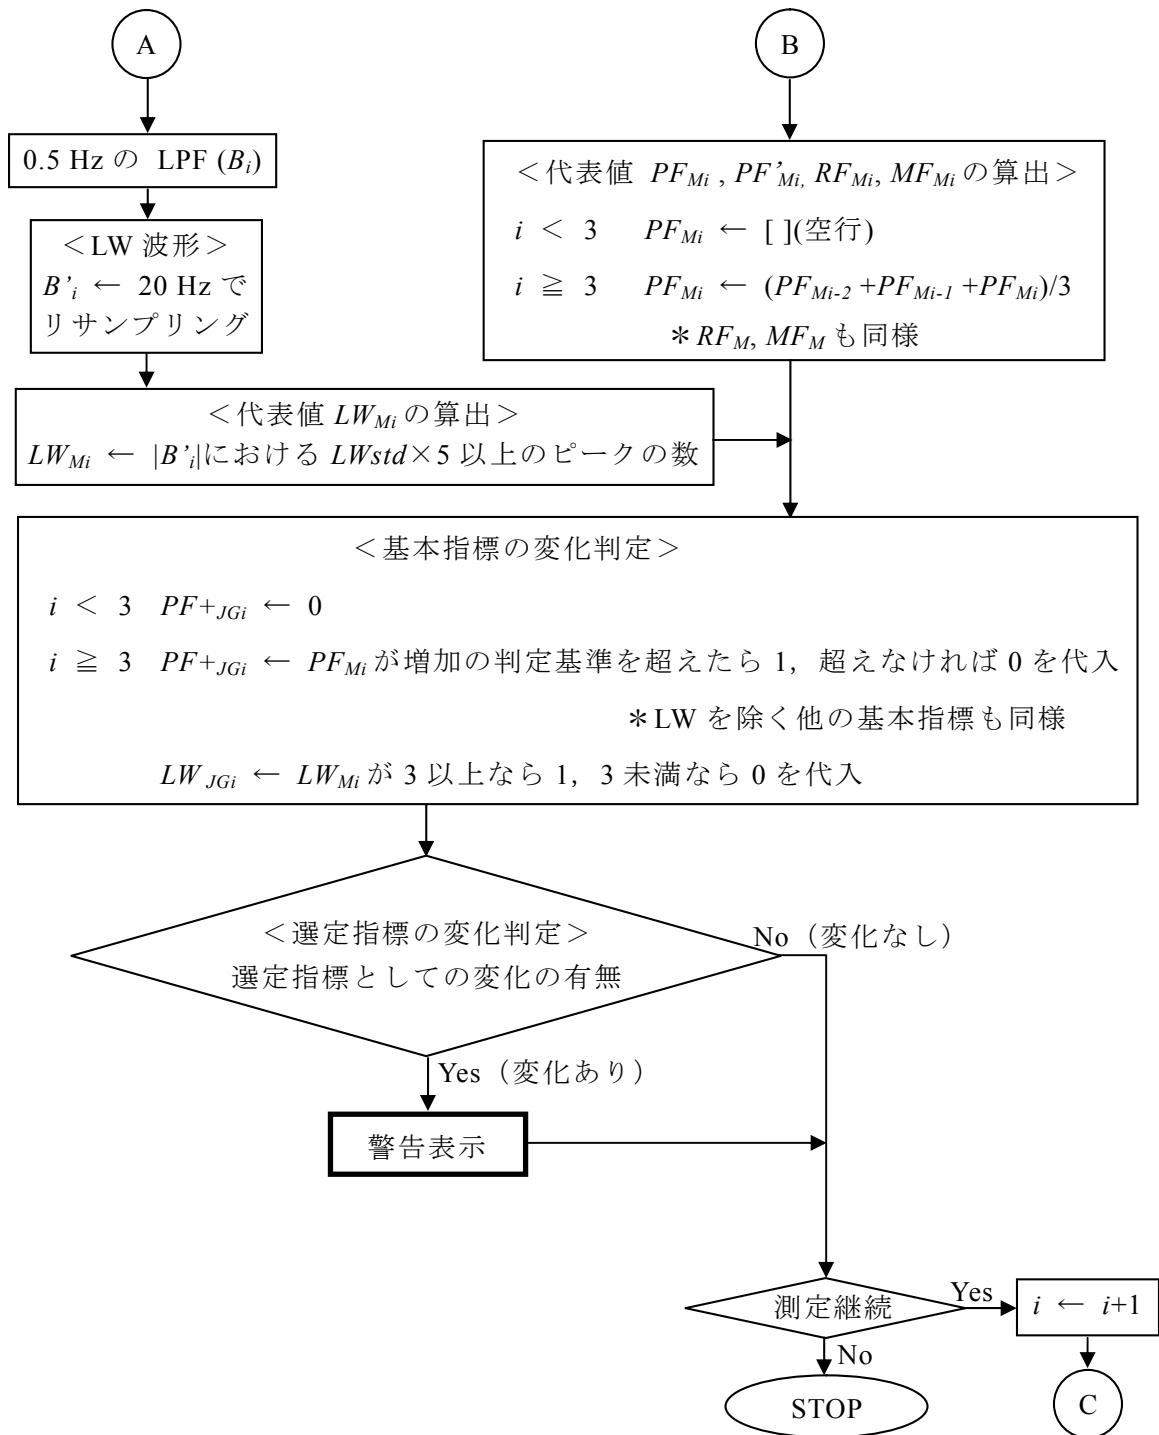 A
B
0.5 Hz の LPF (Bi)
＜LW 波形＞
B’i ← 20 Hz で
リサンプリング
＜代表値 PFMi , PF’Mi, RFMi, MFMi の算出＞
i ＜ 3 PFMi ← [ ](空行)
i ≧ 3 PFMi ← (PFMi-2 +PFMi-1 +PFMi)/3
＊RFM, MFM も同様
＜代表値 LWMi の算出＞
LWMi ← |B’i|における LWstd×5 以上のピークの数
＜基本指標の変化判定＞
i ＜ 3 PF+JGi ← 0
i ≧ 3 PF+JGi ← PFMi が増加の判定基準を超えたら 1，超えなければ 0 を代入
＊LW を除く他の基本指標も同様
LW JGi ← LWMi が 3 以上なら 1，3 未満なら 0 を代入
＜選定指標の変化判定＞
選定指標としての変化の有無
No（変化なし）
Yes（変化あり）
警告表示
測定継続
Yes
i ← i+1
No
STOP
C